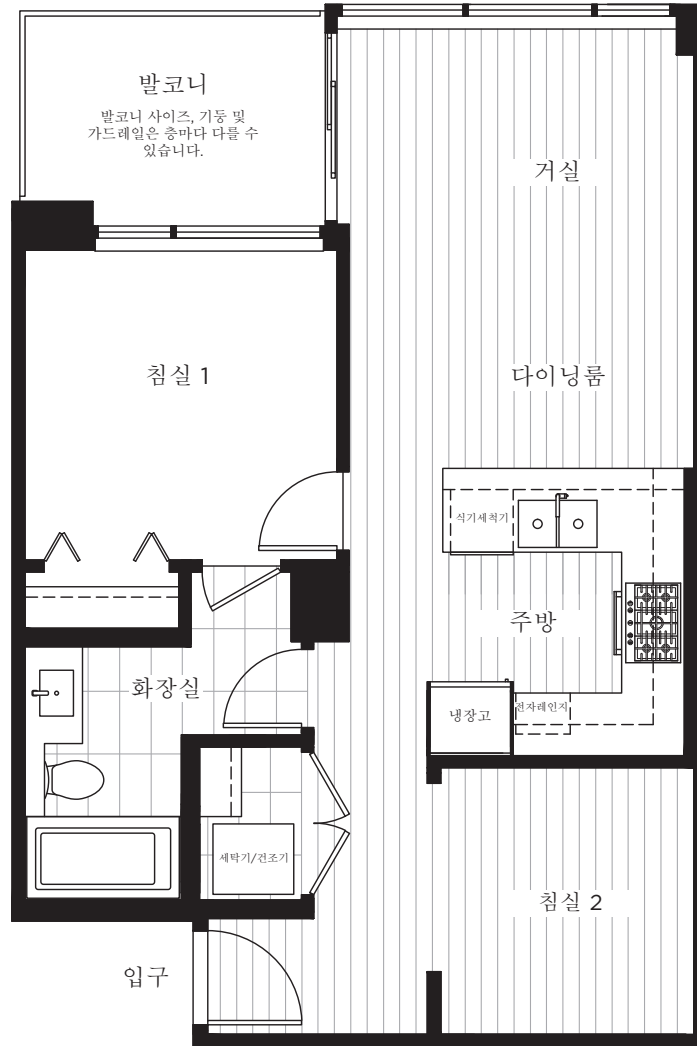 발코니
발코니 사이즈, 기둥 및
가드레일은 층마다 다를 수
있습니다.
거실
침실 1
다이닝룸
식기세척기
주방
화장실
냉장고
전자레인지
세탁기/건조기
침실 2
입구